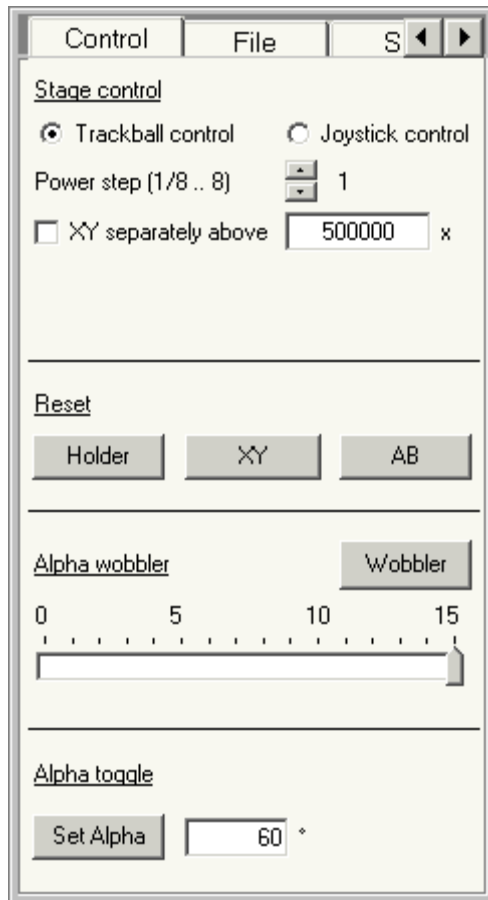 Control File S
Stage control
Trackball control Joystick control
Power step (1/8 .. 8) 1
XY separately above 500000 x
Reset
Holder XY AB
Alpha wobbler Wobbler
0 5 10 15
Alpha toggle
Set Alpha 60 °